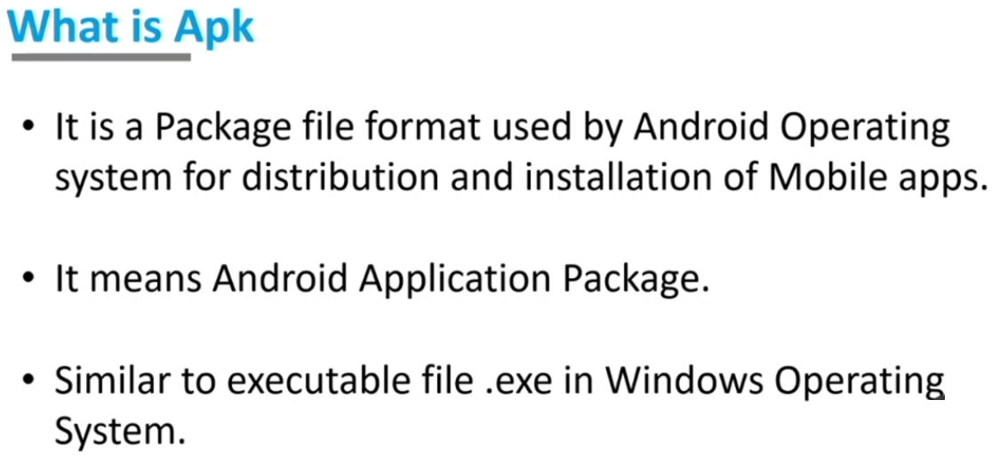 What is Apk
• It is a Package file format used by Android Operating
system for distribution and installation of Mobile apps.
• It means Android Application Package.
• Similar to executable file .exe in Windows Operating
System.